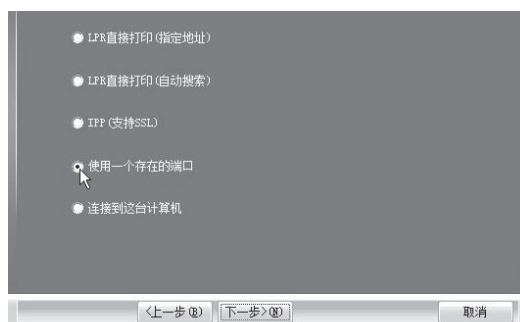 LPR直接打印(指定地址)
LPR直接打印(自动搜索)
IPP(支持SSL)
使用一个存在的端口
连接到这台计算机
<上一步(B) 下一步>(N) 取消